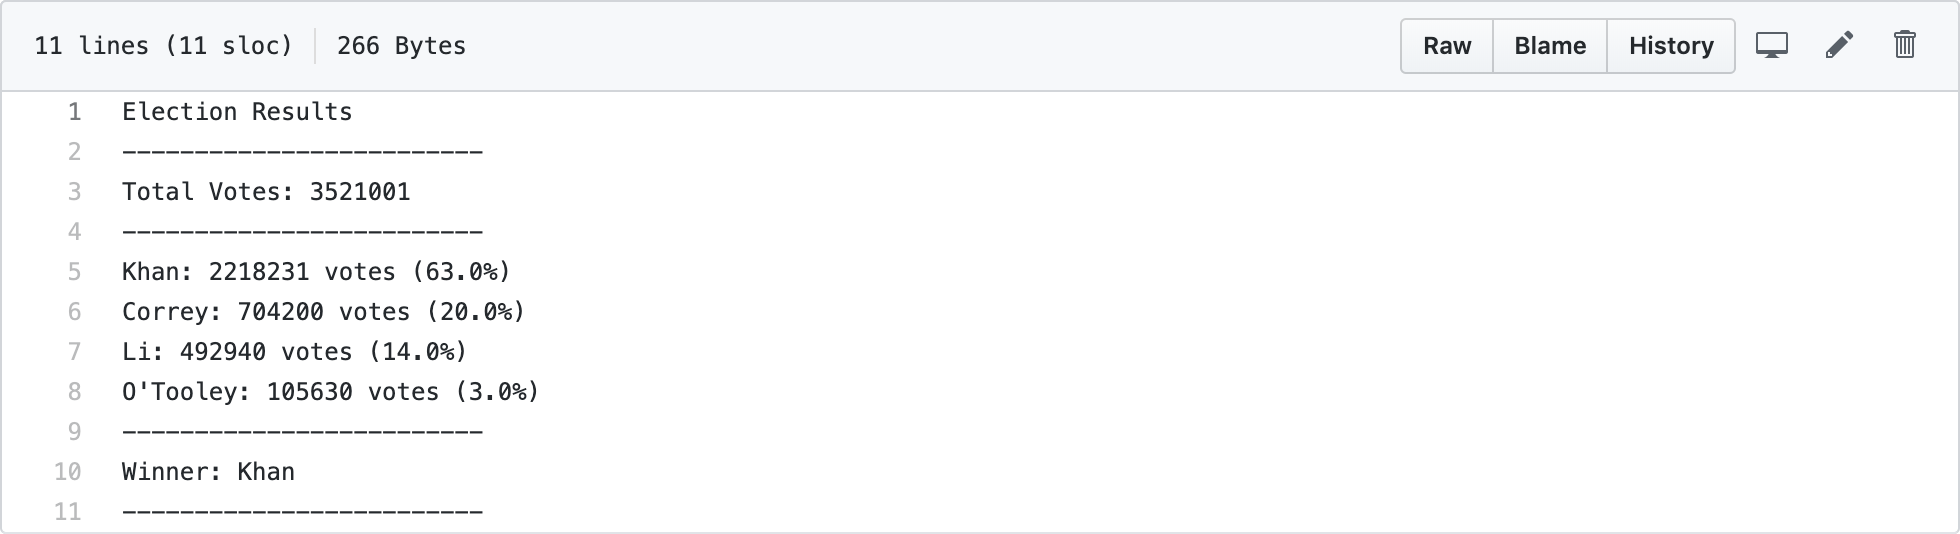 11 lines (11 sloc) 266 Bytes Raw Blame History
1 Election Results
2 -------------------------
3 Total Votes: 3521001
4 -------------------------
5 Khan: 2218231 votes (63.0%)
6 Correy: 704200 votes (20.0%)
7 Li: 492940 votes (14.0%)
8 O'Tooley: 105630 votes (3.0%)
9 -------------------------
10 Winner: Khan
11 -------------------------